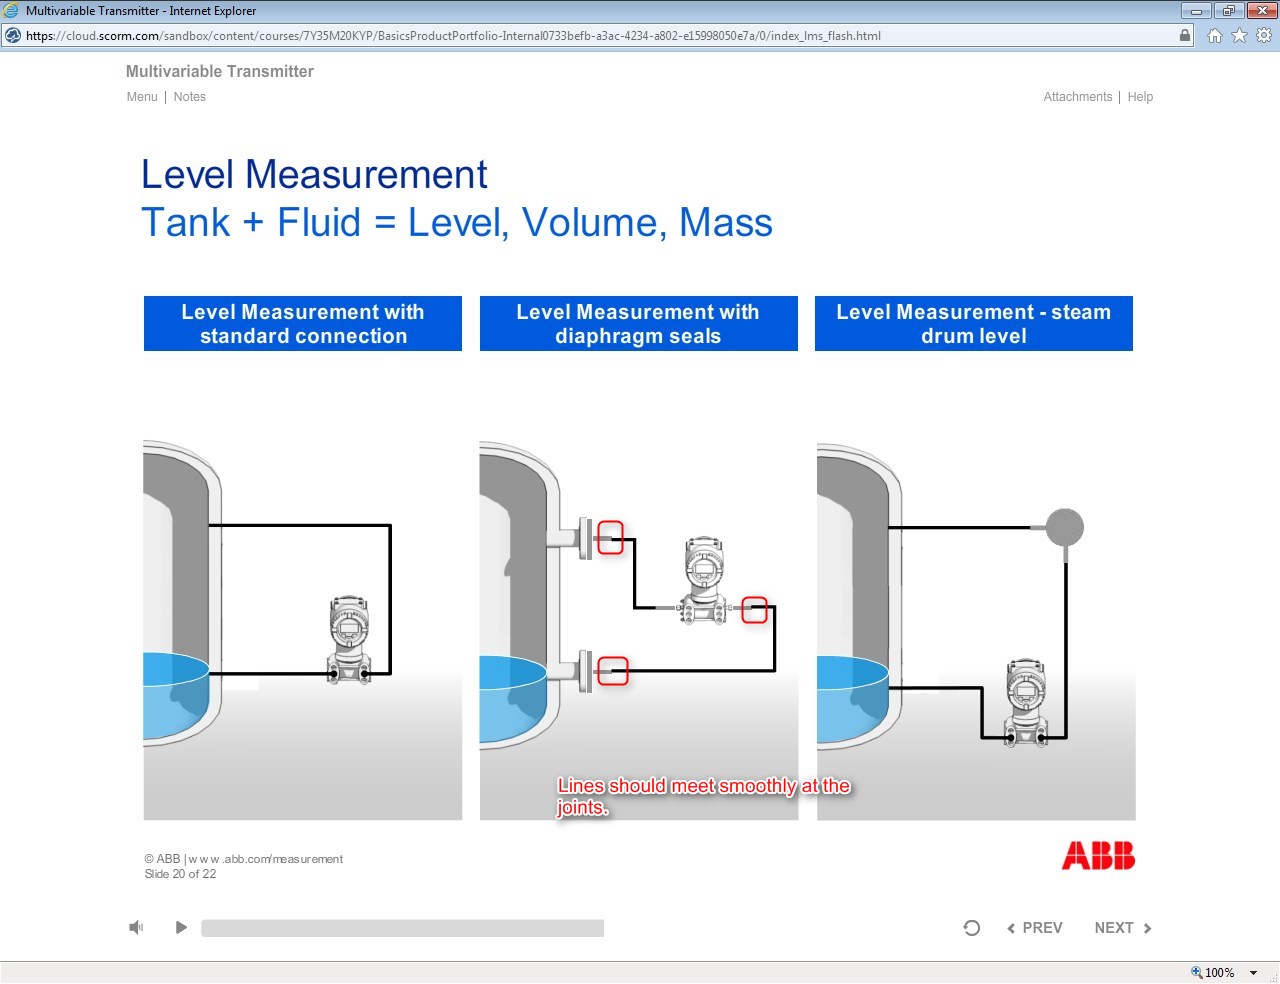 Multivariable Transmitter - Internet Explorer
https://cloud.scorm.com/sandbox/content/courses/7Y35M20KYP/BasicsProductPortfolio-Internal0733befb-a3ac-4234-a802-e15998050e7a/0/index_lms_flash.html
Multivariable Transmitter
Menu | Notes
Attachments | Help
Level Measurement
Tank + Fluid = Level, Volume, Mass
Level Measurement with
standard connection
Level Measurement with
diaphragm seals
Level Measurement - steam
drum level
Lines should meet smoothly at the
joints.
© ABB | www.abb.com/measurement
Slide 20 of 22
ABB
PREV
NEXT
100%